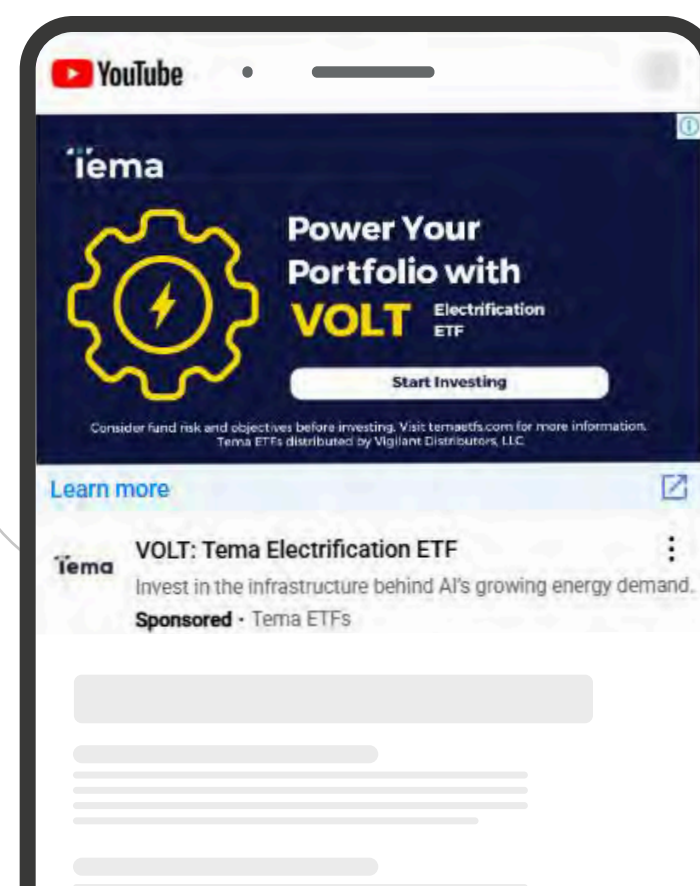 YouTube
Tema
Power Your
Portfolio with
VOLT Electrification
ETF
Start Investing
Consider fund risk and objectives before investing. Visit temaetfs.com for more information.
Tema ETFs distributed by Vigilant Distributors, LLC
Learn more
Tema
VOLT: Tema Electrification ETF
Invest in the infrastructure behind AI's growing energy demand.
Sponsored · Tema ETFs